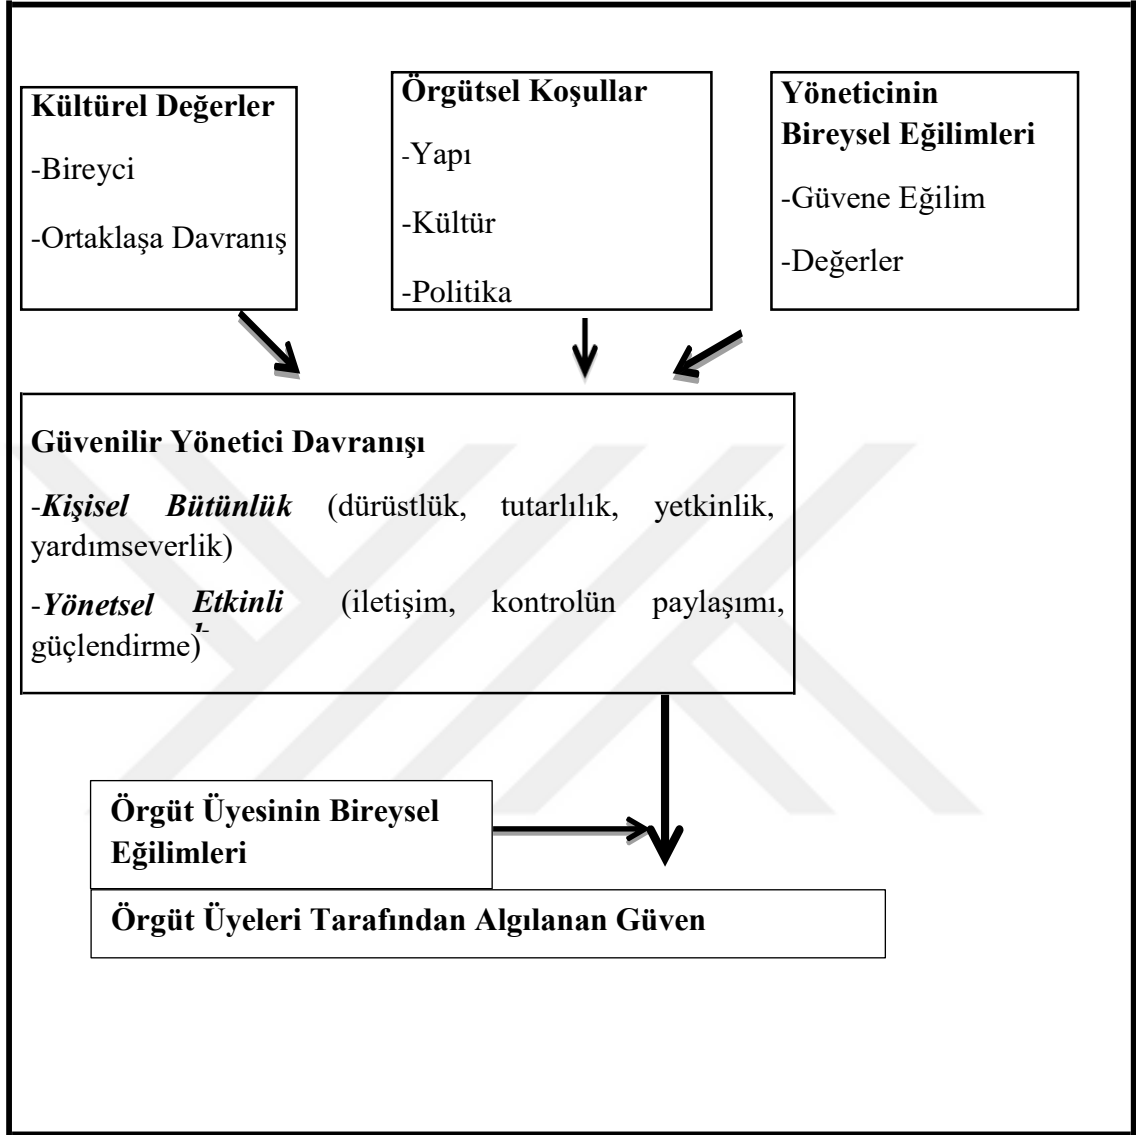 Kültürel Değerler
-Bireyci
-Ortaklaşa Davranış
Örgütsel Koşullar
-Yapı
-Kültür
-Politika
Yöneticinin
Bireysel Eğilimleri
-Güvene Eğilim
-Değerler
Güvenilir Yönetici Davranışı
-Kişisel Bütünlük (dürüstlük, tutarlılık, yetkinlik,
yardımseverlik)
-Yönetsel Etkinli (iletişim, kontrolün paylaşımı,
güçlendirme)
Örgüt Üyesinin Bireysel
Eğilimleri
Örgüt Üyeleri Tarafından Algılanan Güven